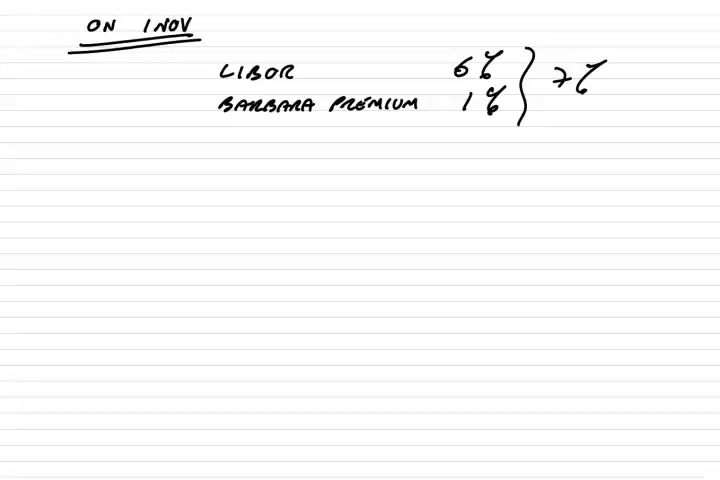 ON 1 NOV
LIBOR 6% } 7%
BARBARA PREMIUM 1%